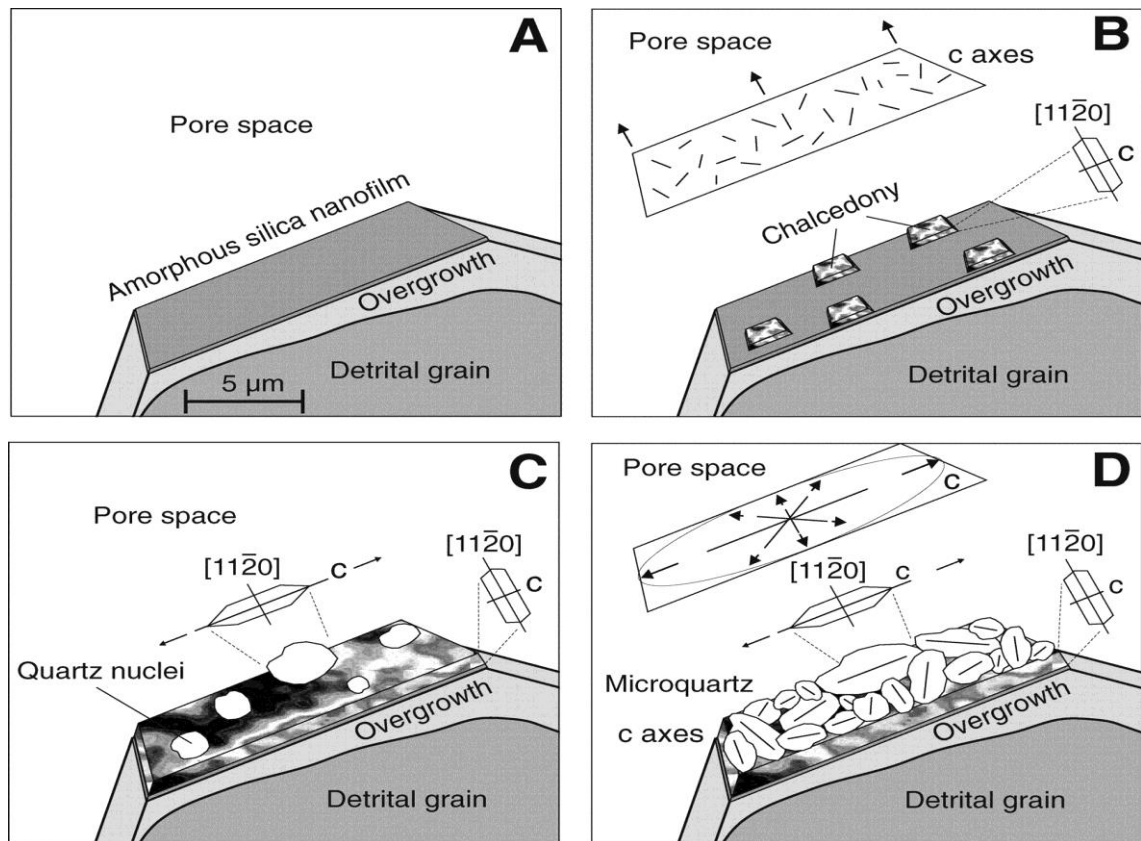 A
Pore space
Amorphous silica nanofilm
Overgrowth
5 µm
Detrital grain
B
Pore space
c axes
[112̅0]
c
Chalcedony
Overgrowth
Detrital grain
C
Pore space
[112̅0]
c
[112̅0]
c
Quartz nuclei
Overgrowth
Detrital grain
D
Pore space
c
[112̅0]
c
[112̅0]
c
Microquartz
c axes
Overgrowth
Detrital grain